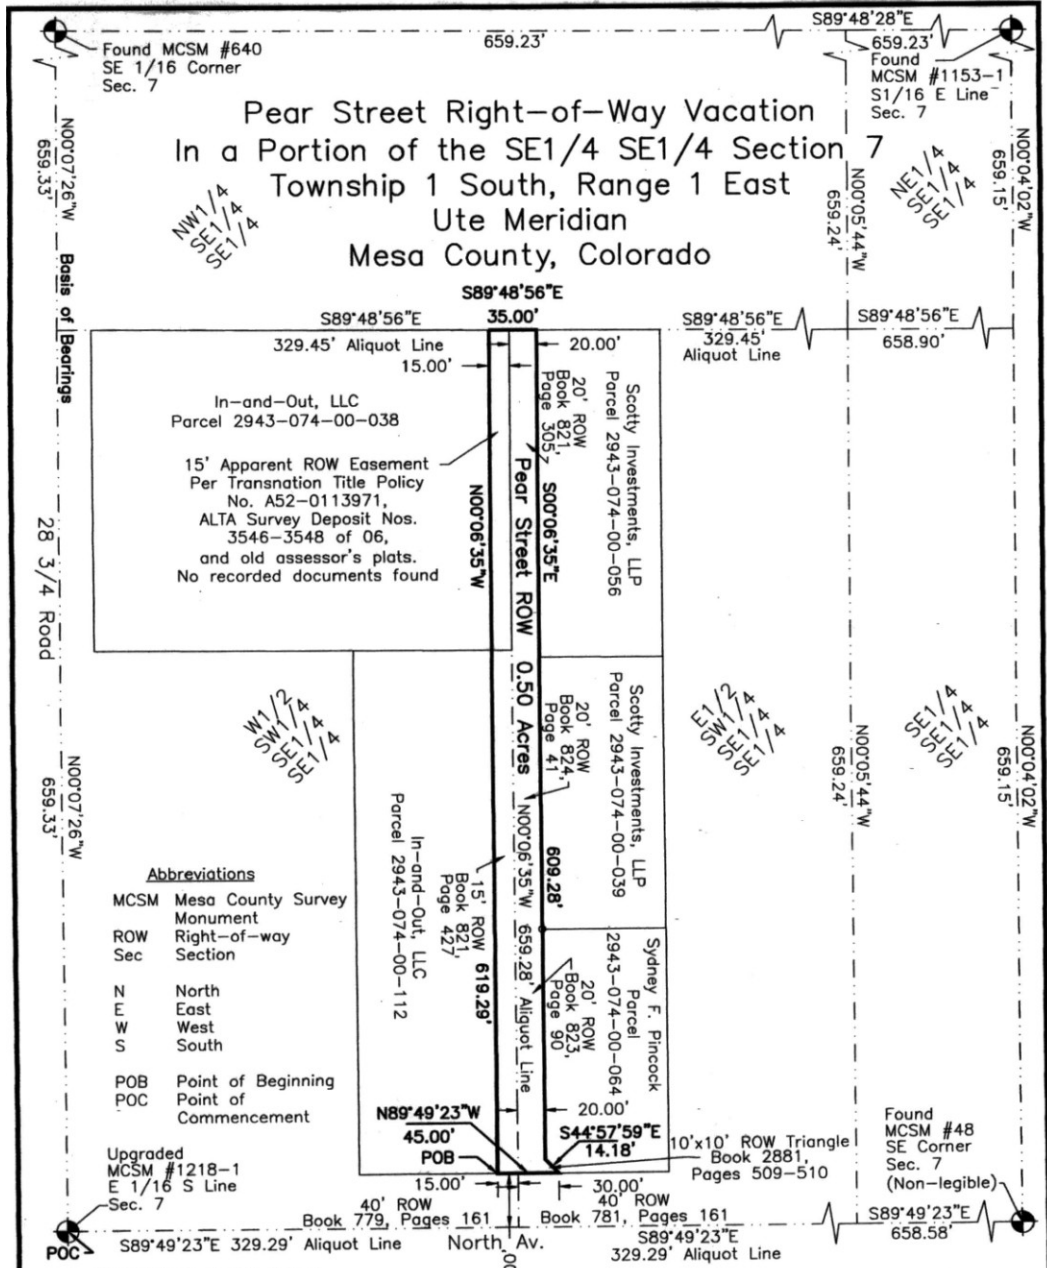 S89°48'28"E
659.23'
659.23'
Found MCSM #640
SE 1/16 Corner
Sec. 7
Found
MCSM #1153-1
S1/16 E Line
Sec. 7
Pear Street Right-of-Way Vacation
In a Portion of the SE1/4 SE1/4 Section 7
Township 1 South, Range 1 East
Ute Meridian
Mesa County, Colorado
N00°07'26"W
659.33'
NW1/4
SE1/4
SE1/4
NE1/4
SE1/4
SE1/4
N00°05'44"W
659.24'
N00°04'02"W
659.15'
Basis of Bearings
S89°48'56"E
35.00'
S89°48'56"E
329.45' Aliquot Line
S89°48'56"E
329.45'
Aliquot Line
S89°48'56"E
658.90'
20.00'
15.00'
In-and-Out, LLC
Parcel 2943-074-00-038
15' Apparent ROW Easement
Per Transnation Title Policy
No. A52-0113971,
ALTA Survey Deposit Nos.
3546-3548 of 06,
and old assessor's plats.
No recorded documents found
20' ROW
Book 821,
Page 305
Scotty Investments, LLP
Parcel 2943-074-00-056
N00°06'35"W
Pear Street ROW 0.50 Acres
S00°06'35"E
28 3/4 Road
W1/2
SW1/4
SE1/4
SE1/4
20' ROW
Book 824,
Page 41
Scotty Investments, LLP
Parcel 2943-074-00-039
E1/2
SW1/4
SE1/4
SE1/4
SE1/4
SE1/4
SE1/4
N00°07'26"W
659.33'
N00°05'44"W
659.24'
N00°04'02"W
659.15'
In-and-Out, LLC
Parcel 2943-074-00-112
15' ROW
Book 821,
Page 427
619.29'
N00°06'35"W 659.28' Aliquot Line
609.28'
20' ROW
Book 823,
Page 90
Sydney F. Pincock
Parcel
2943-074-00-064
Abbreviations
MCSM Mesa County Survey
Monument
ROW Right-of-way
Sec Section
N North
E East
W West
S South
POB Point of Beginning
POC Point of
Commencement
N89°49'23"W
45.00'
POB
20.00'
S44°57'59"E
14.18'
10'x10' ROW Triangle
Book 2881,
Pages 509-510
Found
MCSM #48
SE Corner
Sec. 7
(Non-legible)
Upgraded
MCSM #1218-1
E 1/16 S Line
Sec. 7
15.00'
30.00'
40' ROW
Book 779, Pages 161
40' ROW
Book 781, Pages 161
POC
S89°49'23"E 329.29' Aliquot Line
North Av.
S89°49'23"E
329.29' Aliquot Line
S89°49'23"E
658.58'